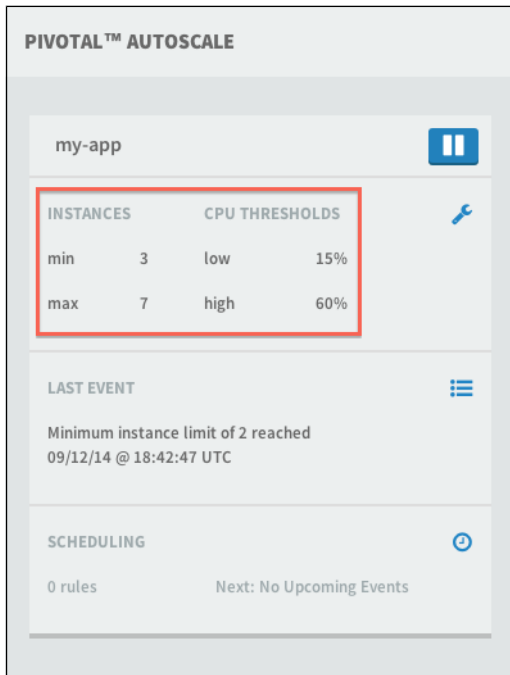 PIVOTAL™ AUTOSCALE
my-app
INSTANCES CPU THRESHOLDS
min 3 low 15%
max 7 high 60%
LAST EVENT
Minimum instance limit of 2 reached
09/12/14 @ 18:42:47 UTC
SCHEDULING
0 rules Next: No Upcoming Events